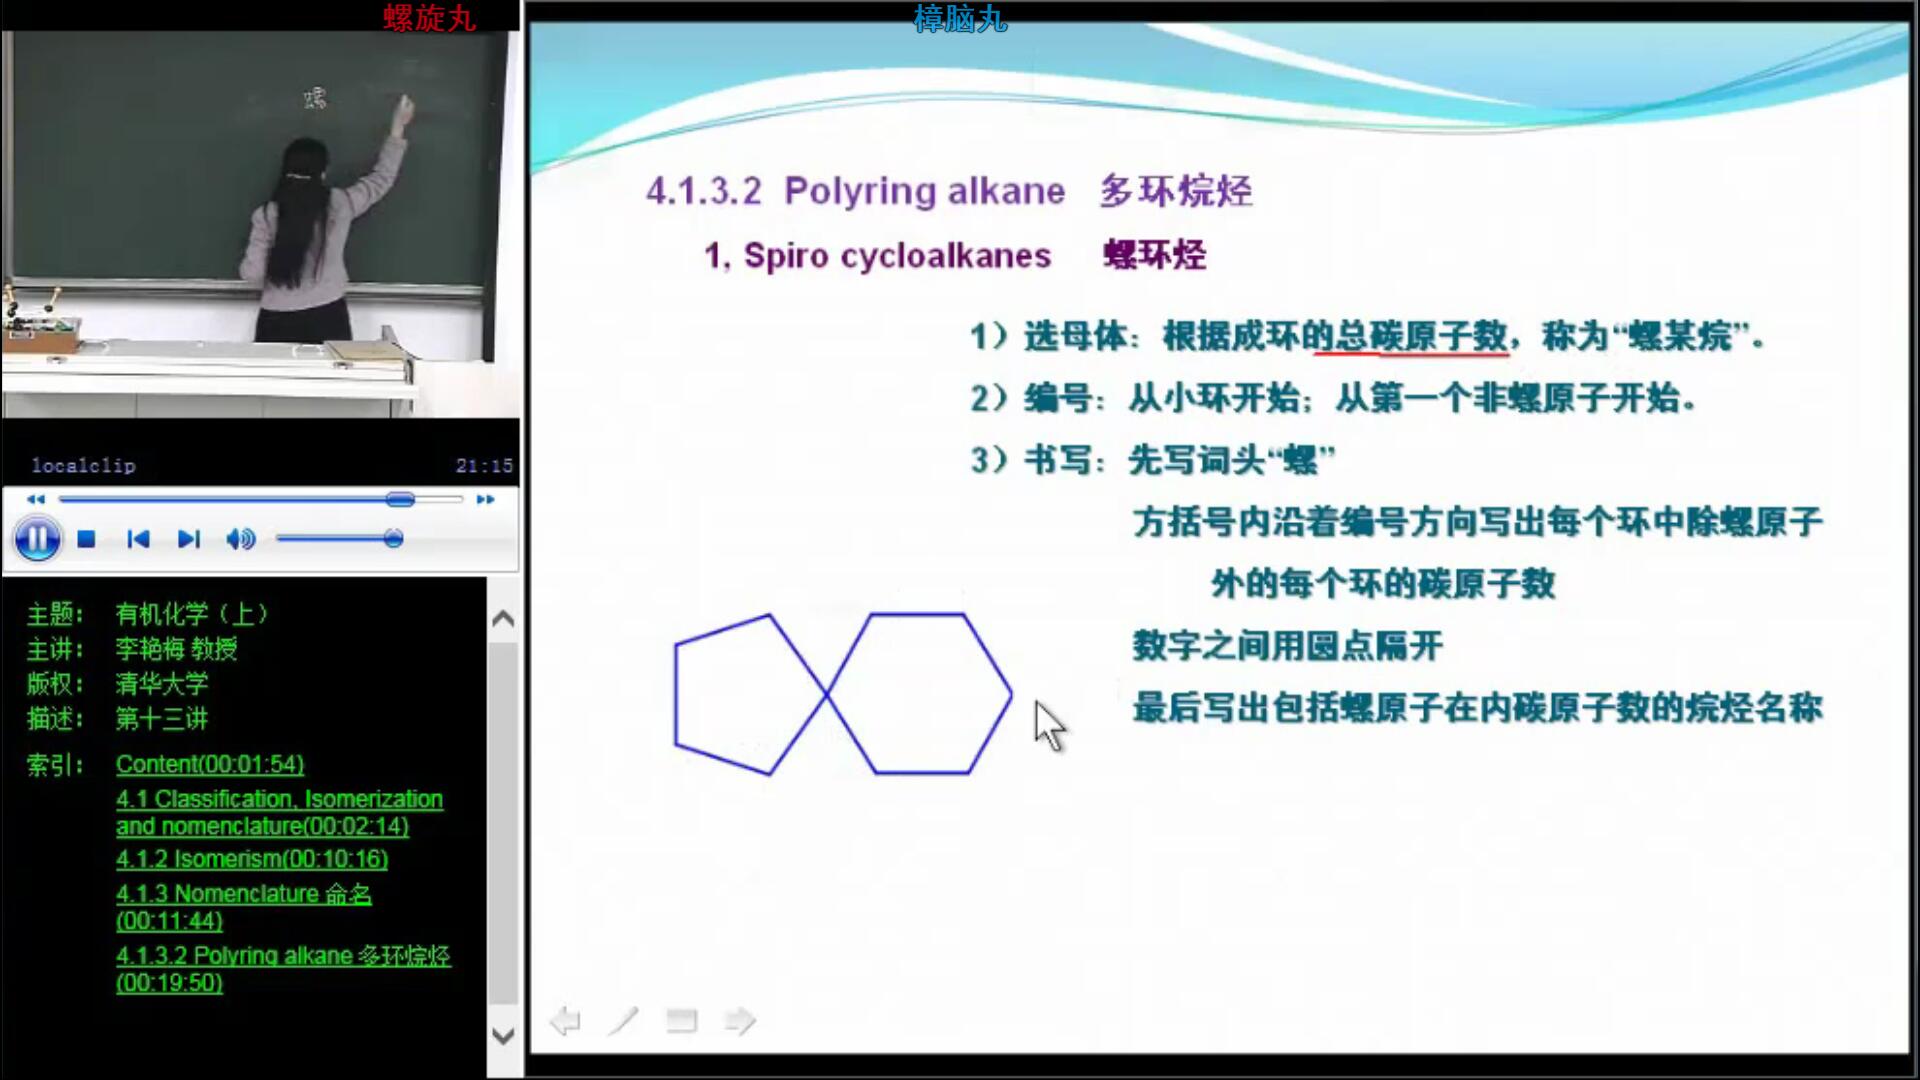 螺旋丸
樟脑丸
螺
localclip 21:15
主题： 有机化学（上）
主讲： 李艳梅 教授
版权： 清华大学
描述： 第十三讲
索引： Content(00:01:54)
4.1 Classification, Isomerization
and nomenclature(00:02:14)
4.1.2 Isomerism(00:10:16)
4.1.3 Nomenclature 命名
(00:11:44)
4.1.3.2 Polyring alkane 多环烷烃
(00:19:50)
4.1.3.2 Polyring alkane 多环烷烃
1, Spiro cycloalkanes 螺环烃
1）选母体：根据成环的总碳原子数，称为“螺某烷”．
2）编号：从小环开始；从第一个非螺原子开始．
3）书写：先写词头“螺”
方括号内沿着编号方向写出每个环中除螺原子
外的每个环的碳原子数
数字之间用圆点隔开
最后写出包括螺原子在内碳原子数的烷烃名称